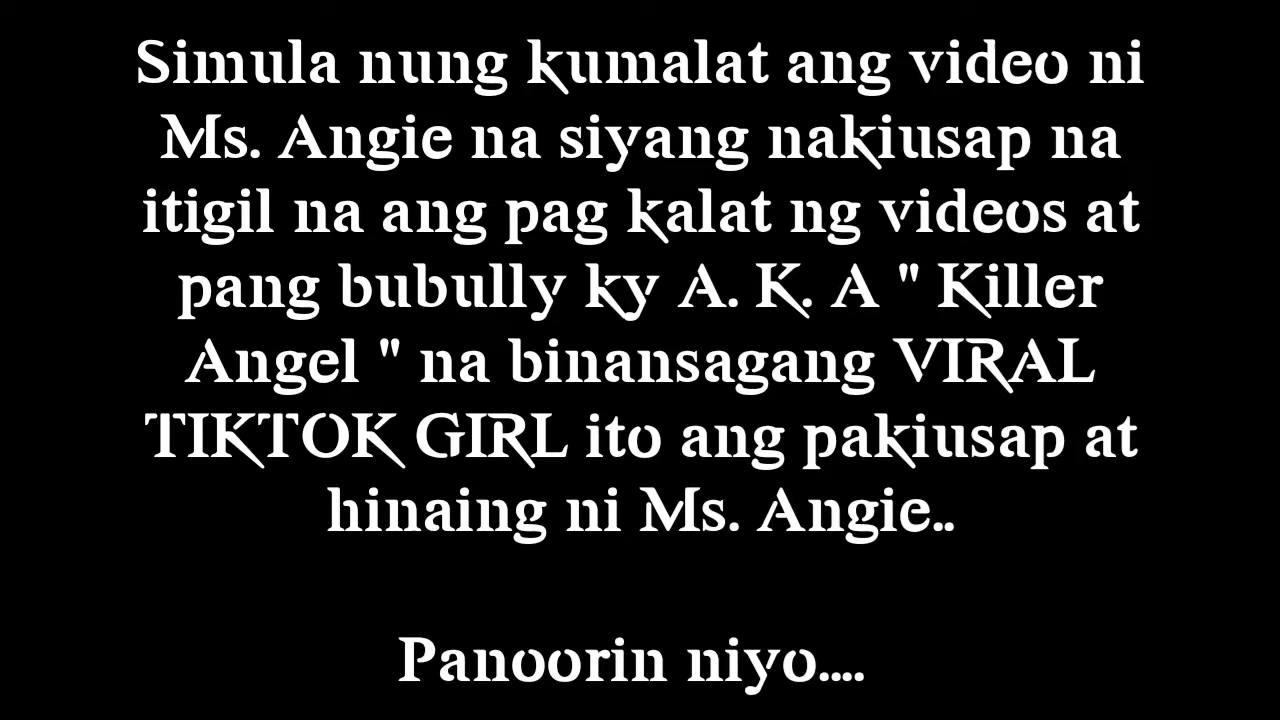 Simula nung kumalat ang video ni
Ms. Angie na siyang nakiusap na
itigil na ang pag kalat ng videos at
pang bubully ky A. K. A " Killer
Angel " na binansagang VIRAL
TIKTOK GIRL ito ang pakiusap at
hinaing ni Ms. Angie..
Panoorin niyo....